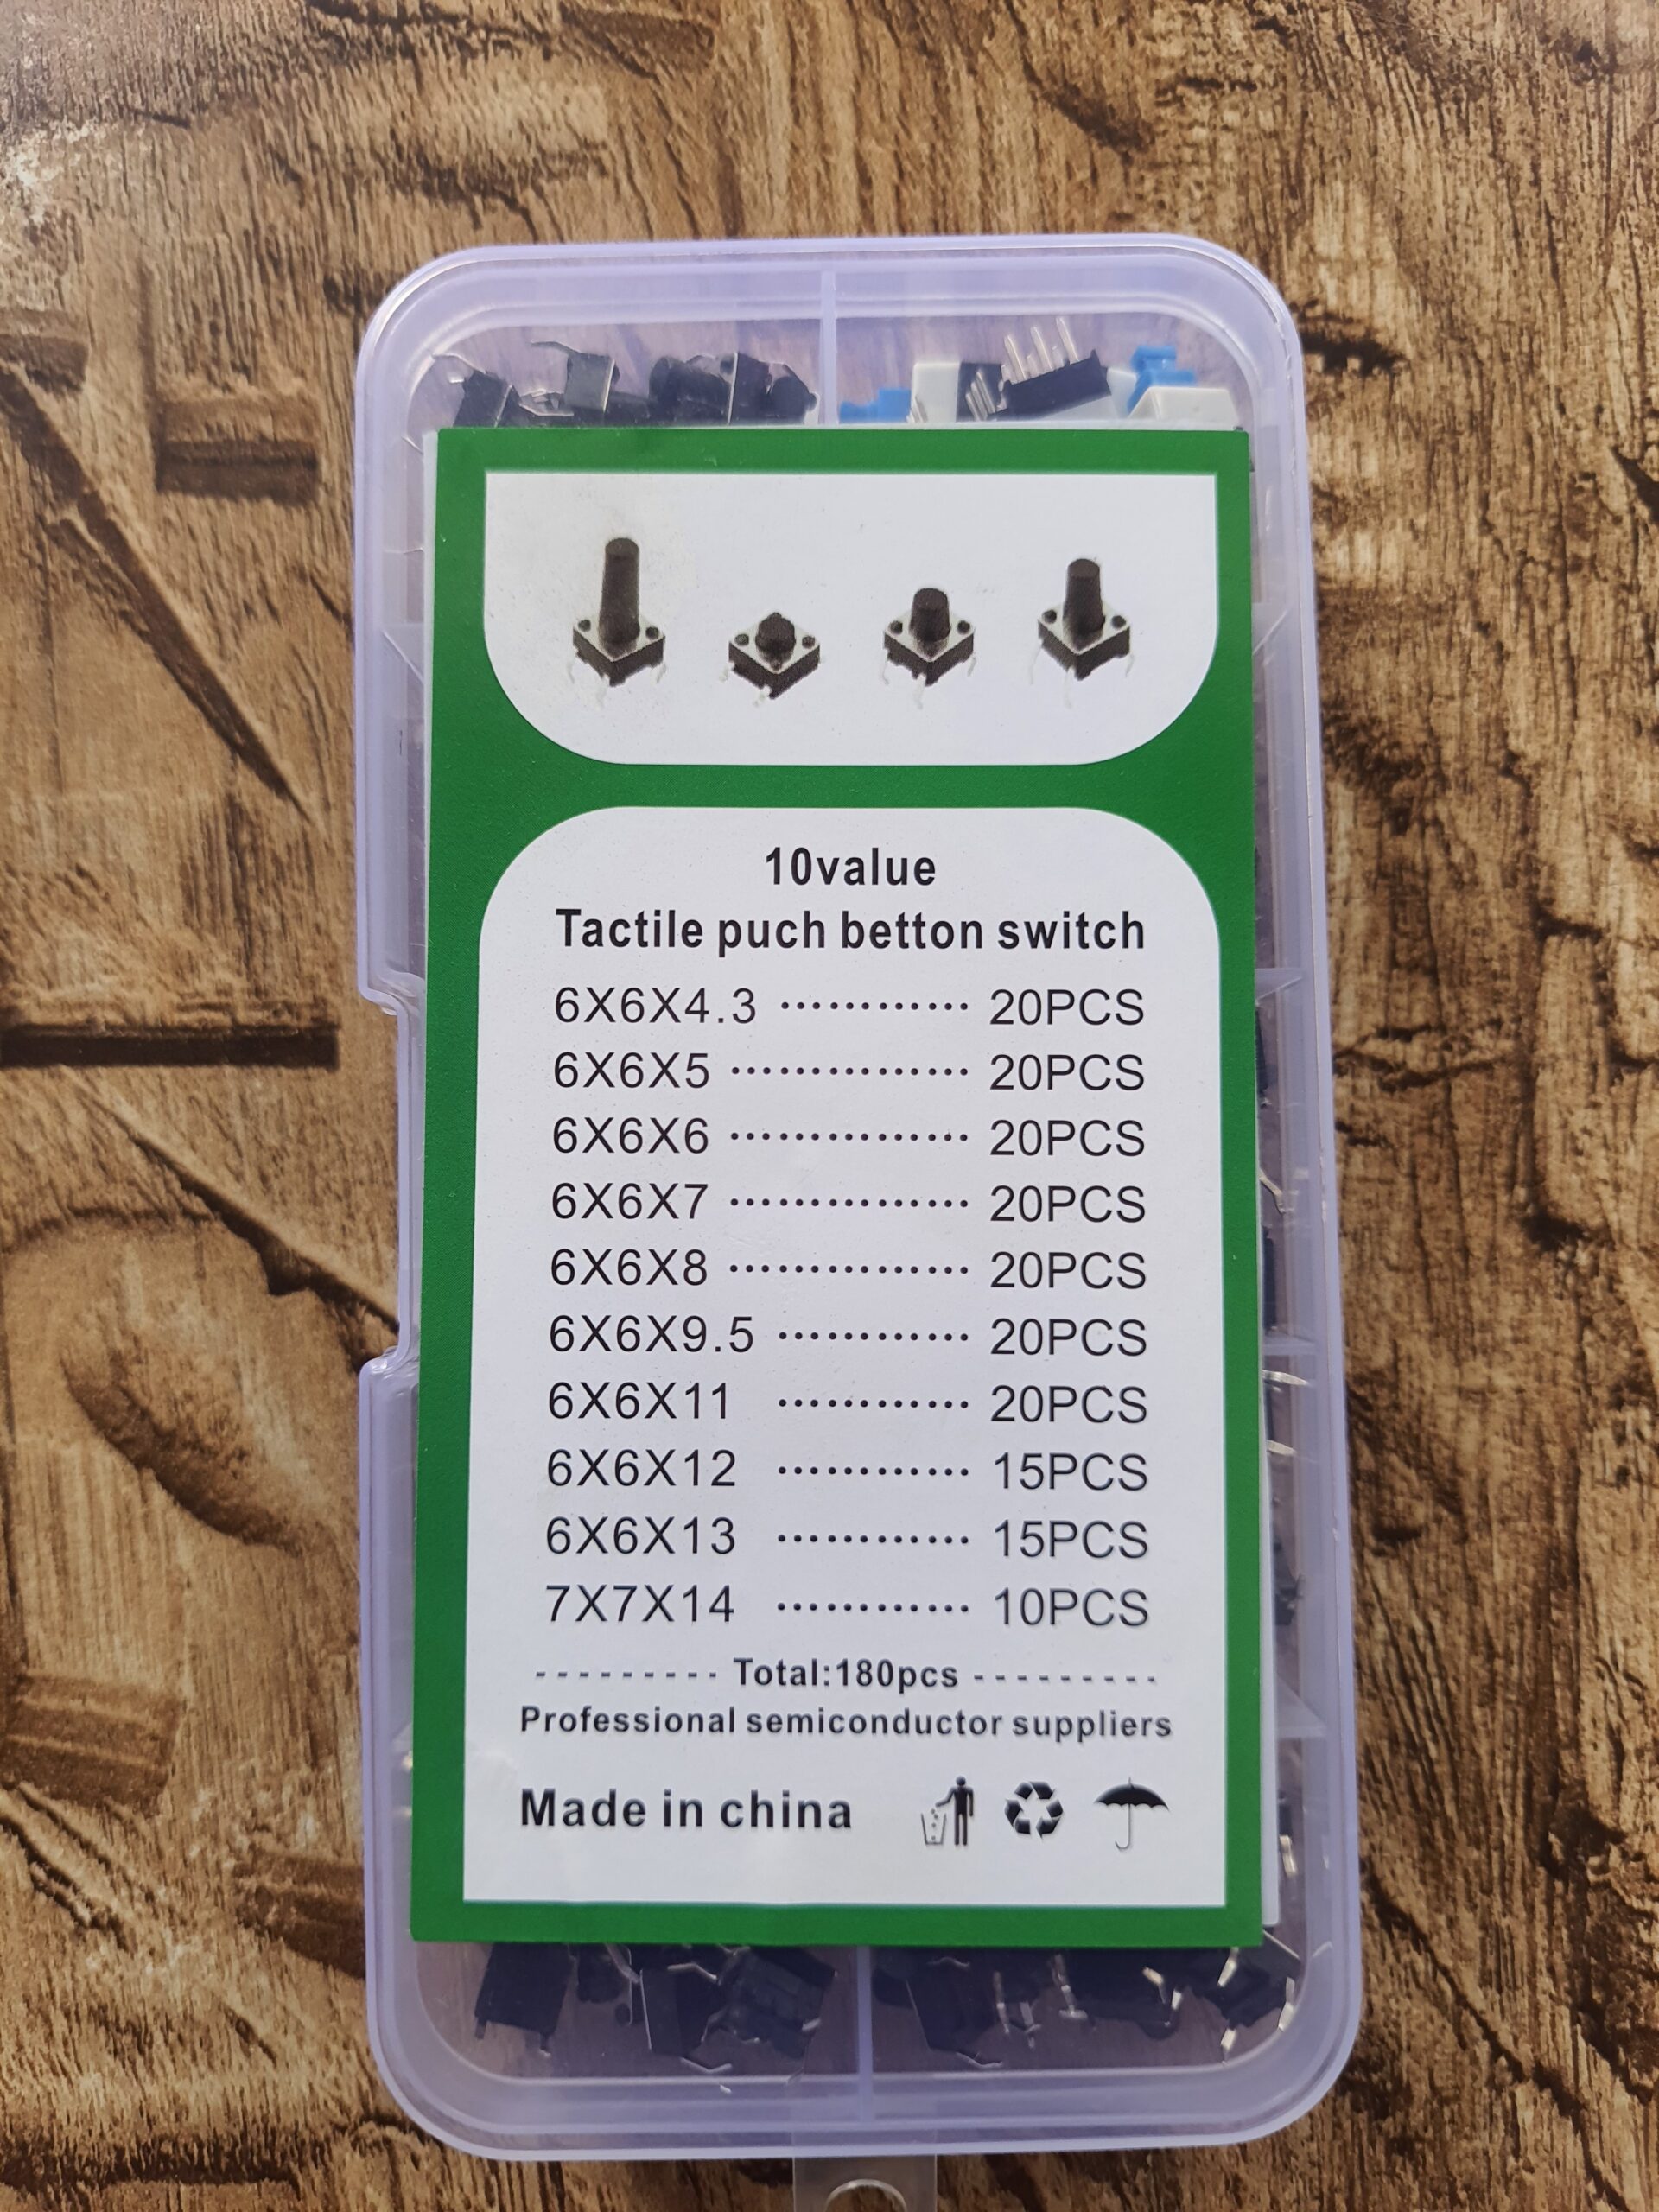 10value
Tactile puch betton switch
6X6X4.3 ············ 20PCS
6X6X5 ··············· 20PCS
6X6X6 ··············· 20PCS
6X6X7 ··············· 20PCS
6X6X8 ··············· 20PCS
6X6X9.5 ············ 20PCS
6X6X11 ············ 20PCS
6X6X12 ············ 15PCS
6X6X13 ············ 15PCS
7X7X14 ············ 10PCS
--------- Total:180pcs ---------
Professional semiconductor suppliers
Made in china